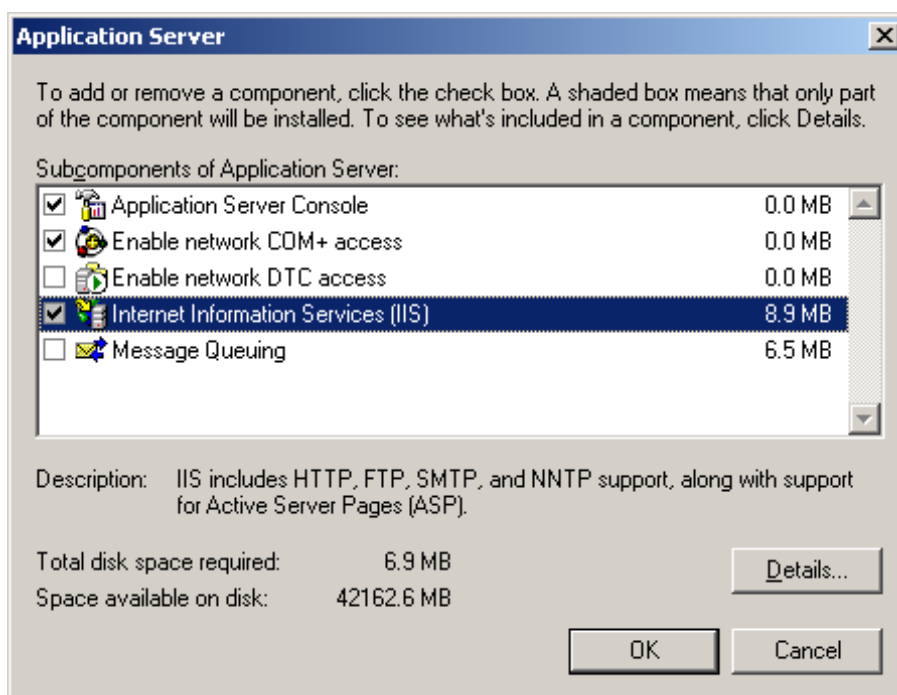 Application Server
To add or remove a component, click the check box. A shaded box means that only part
of the component will be installed. To see what's included in a component, click Details.
Subcomponents of Application Server:
Application Server Console 0.0 MB
Enable network COM+ access 0.0 MB
Enable network DTC access 0.0 MB
Internet Information Services (IIS) 8.9 MB
Message Queuing 6.5 MB
Description: IIS includes HTTP, FTP, SMTP, and NNTP support, along with support
for Active Server Pages (ASP).
Total disk space required: 6.9 MB
Space available on disk: 42162.6 MB
Details...
OK Cancel